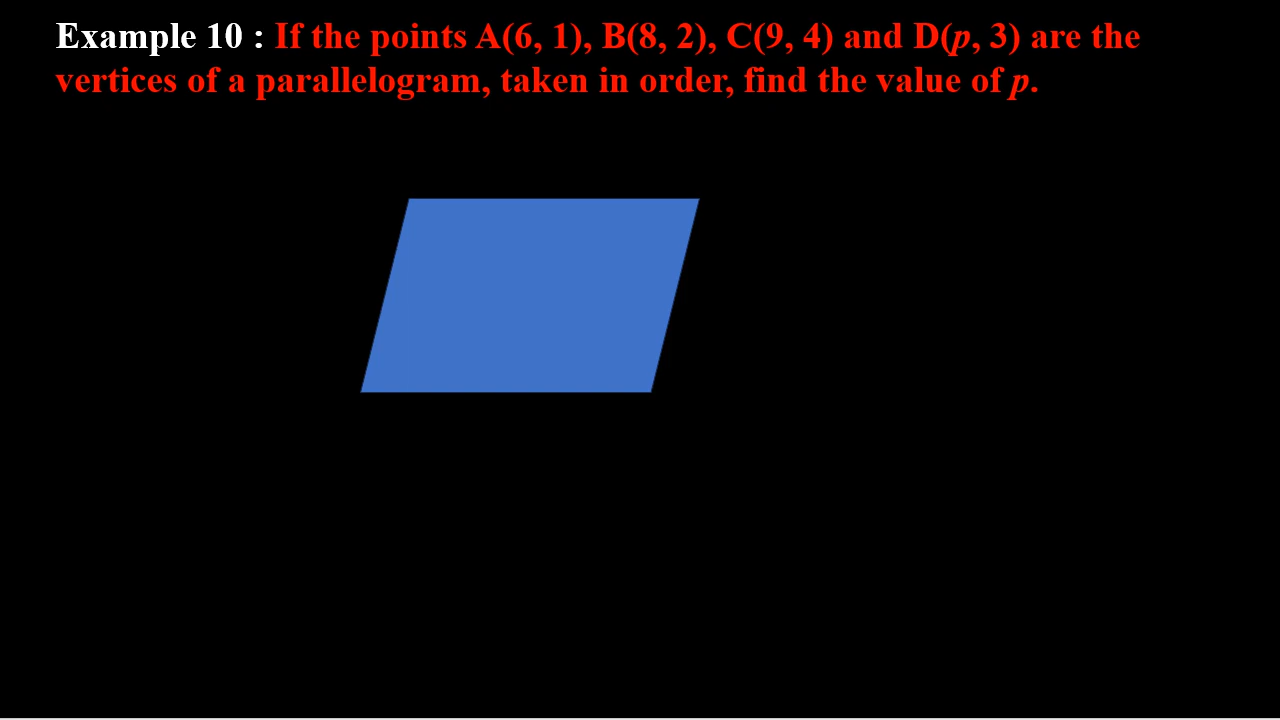 Example 10 : If the points A(6, 1), B(8, 2), C(9, 4) and D(p, 3) are the
vertices of a parallelogram, taken in order, find the value of p.